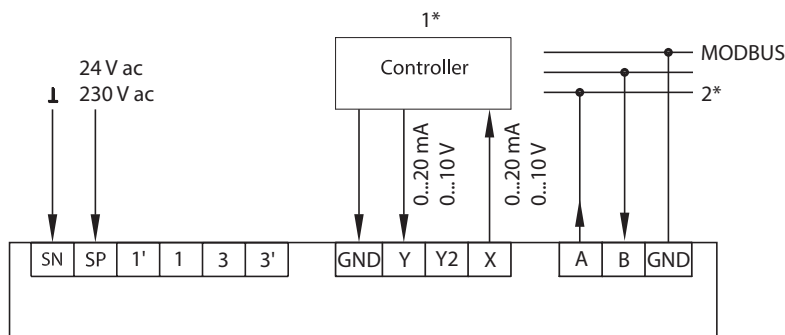 1*
24 V ac
230 V ac
Controller
MODBUS
2*
0...20 mA
0...10 V
0...20 mA
0...10 V
SN SP 1' 1 3 3' GND Y Y2 X A B GND